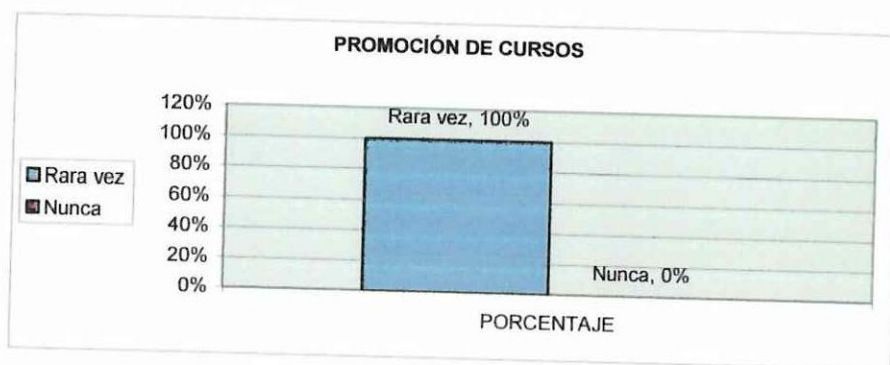 PROMOCIÓN DE CURSOS
120%
100%
80%
60%
40%
20%
0%
Rara vez, 100%
Nunca, 0%
Rara vez
Nunca
PORCENTAJE